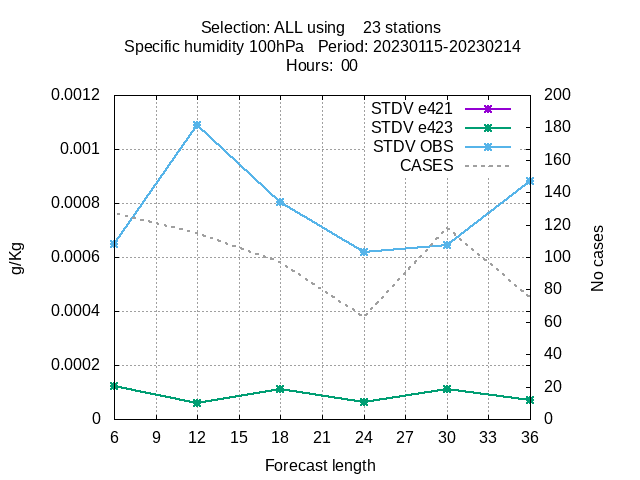 Selection: ALL using    23 stations
Specific humidity 100hPa   Period: 20230115-20230214
Hours:  00
0.0012
0.001
0.0008
0.0006
0.0004
0.0002
0
g/Kg
STDV e421
STDV e423
STDV OBS
CASES
200
180
160
140
120
100
80
60
40
20
0
No cases
6 9 12 15 18 21 24 27 30 33 36
Forecast length